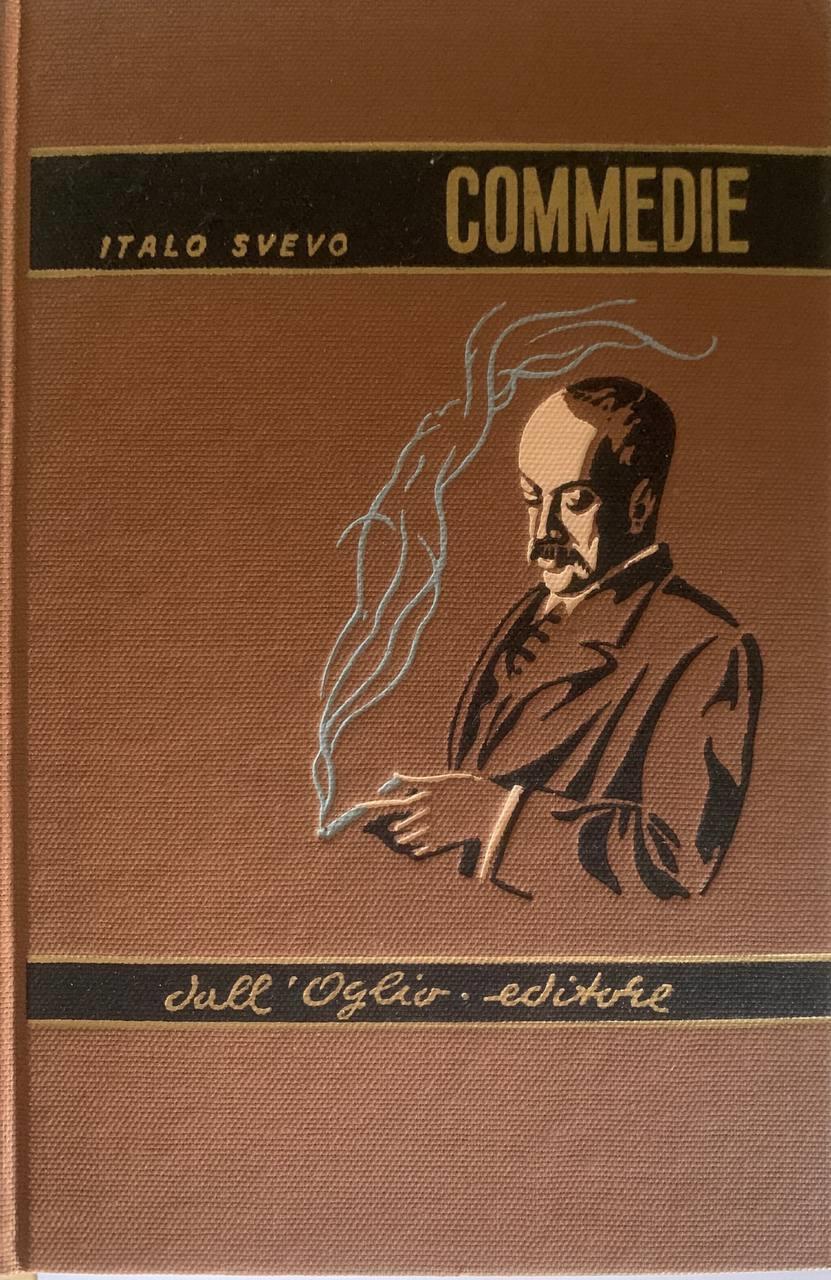 COMMEDIE
ITALO SVEVO
dall'Oglio · editore